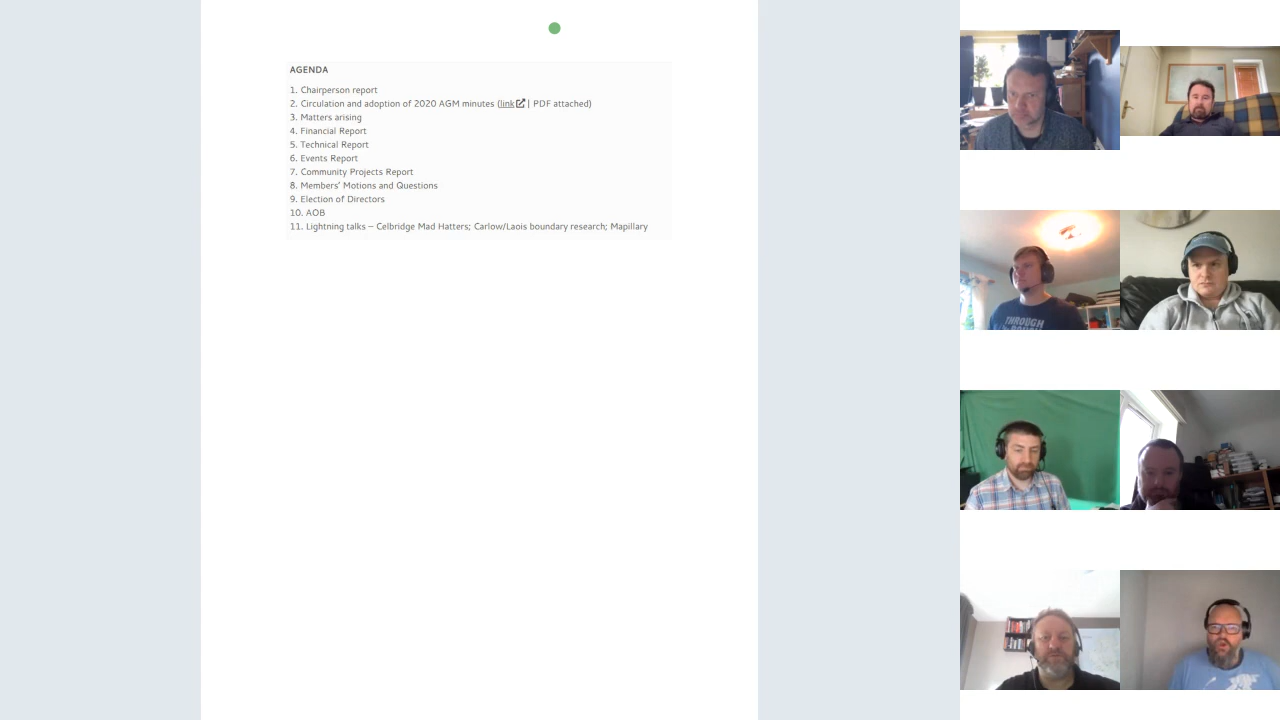 AGENDA
1. Chairperson report
2. Circulation and adoption of 2020 AGM minutes (link | PDF attached)
3. Matters arising
4. Financial Report
5. Technical Report
6. Events Report
7. Community Projects Report
8. Members' Motions and Questions
9. Election of Directors
10. AOB
11. Lightning talks – Celbridge Mad Hatters; Carlow/Laois boundary research; Mapillary
THROUGH